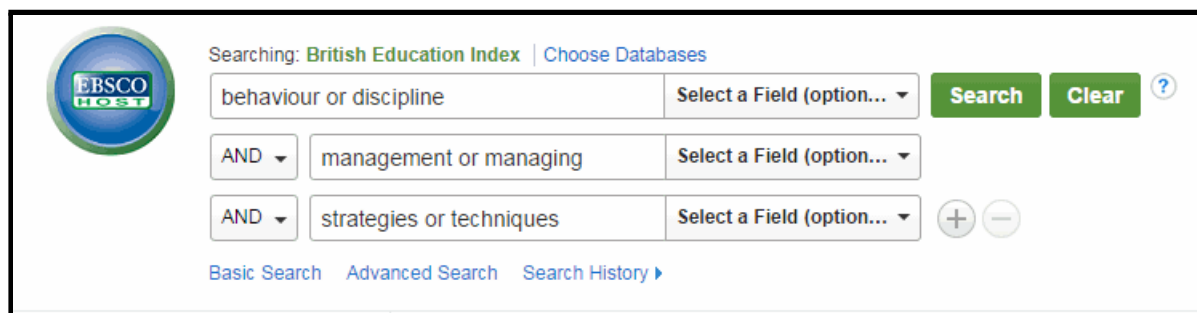 EBSCO
HOST
Searching: British Education Index | Choose Databases
behaviour or discipline Select a Field (option... Search Clear ?
AND management or managing Select a Field (option...
AND strategies or techniques Select a Field (option... + −
Basic Search Advanced Search Search History